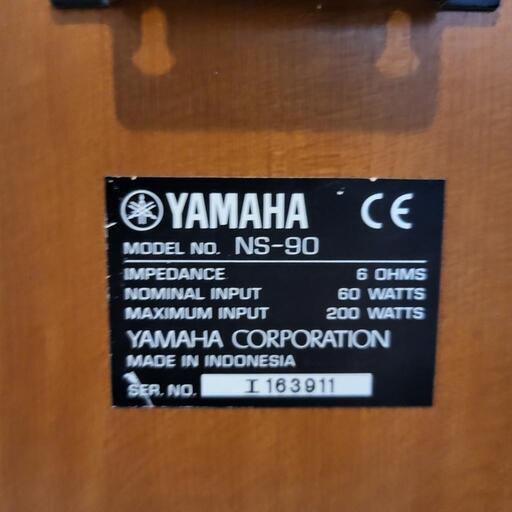 YAMAHA CE
MODEL NO. NS-90
IMPEDANCE 6 OHMS
NOMINAL INPUT 60 WATTS
MAXIMUM INPUT 200 WATTS
YAMAHA CORPORATION
MADE IN INDONESIA
SER. NO. I 163911